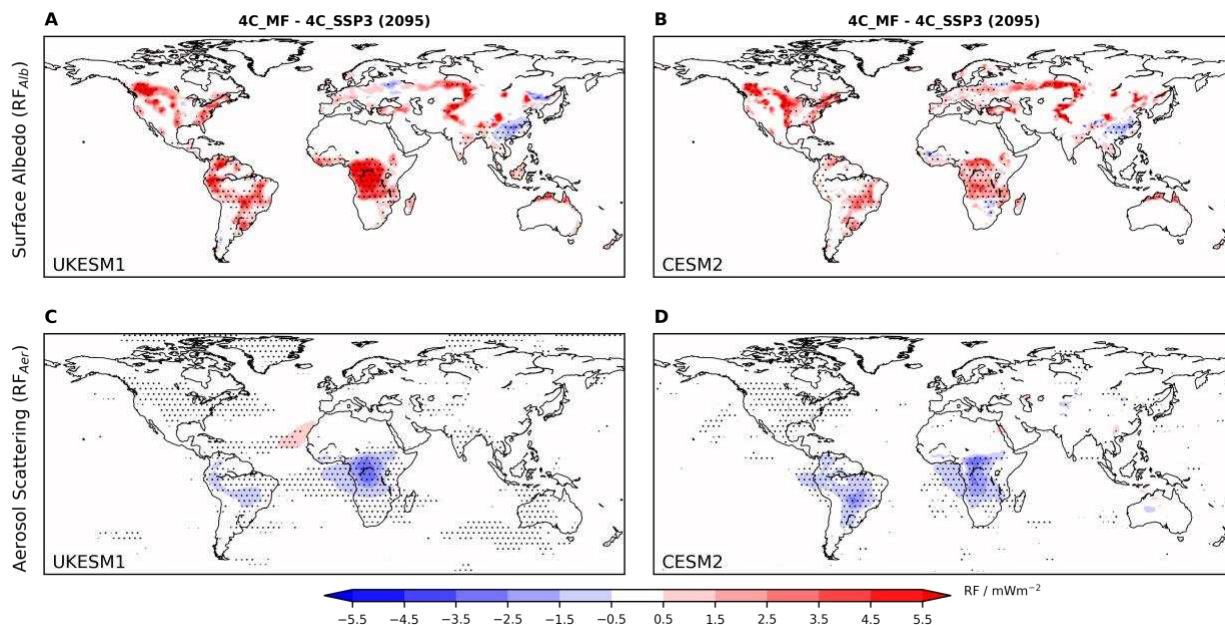 A
4C_MF - 4C_SSP3 (2095)
B
4C_MF - 4C_SSP3 (2095)
Surface Albedo (RF_Alb)
UKESM1
CESM2
C
D
Aerosol Scattering (RF_Aer)
UKESM1
CESM2
RF / mWm⁻²
−5.5 −4.5 −3.5 −2.5 −1.5 −0.5 0.5 1.5 2.5 3.5 4.5 5.5